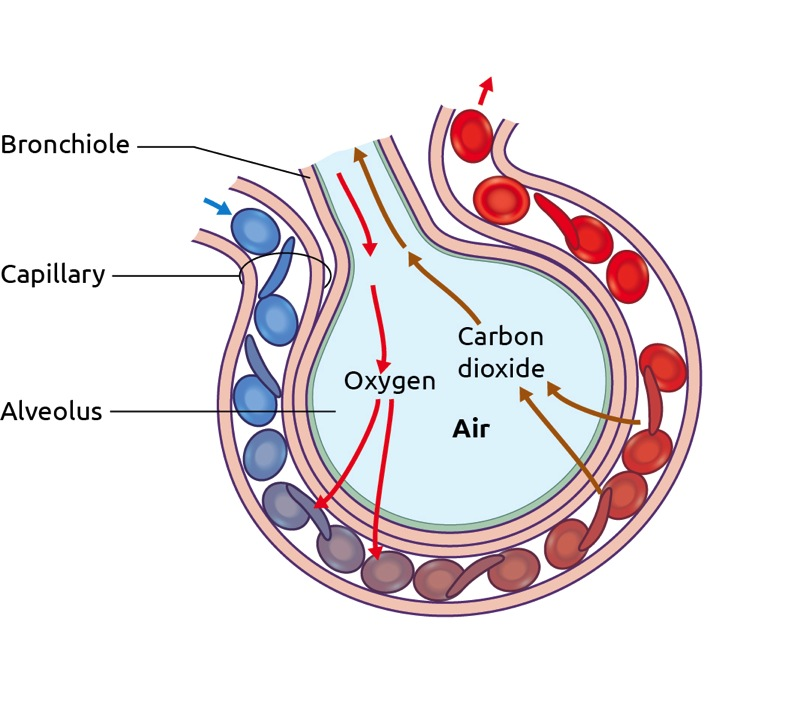 Bronchiole
Capillary
Carbon
dioxide
Oxygen
Alveolus
Air